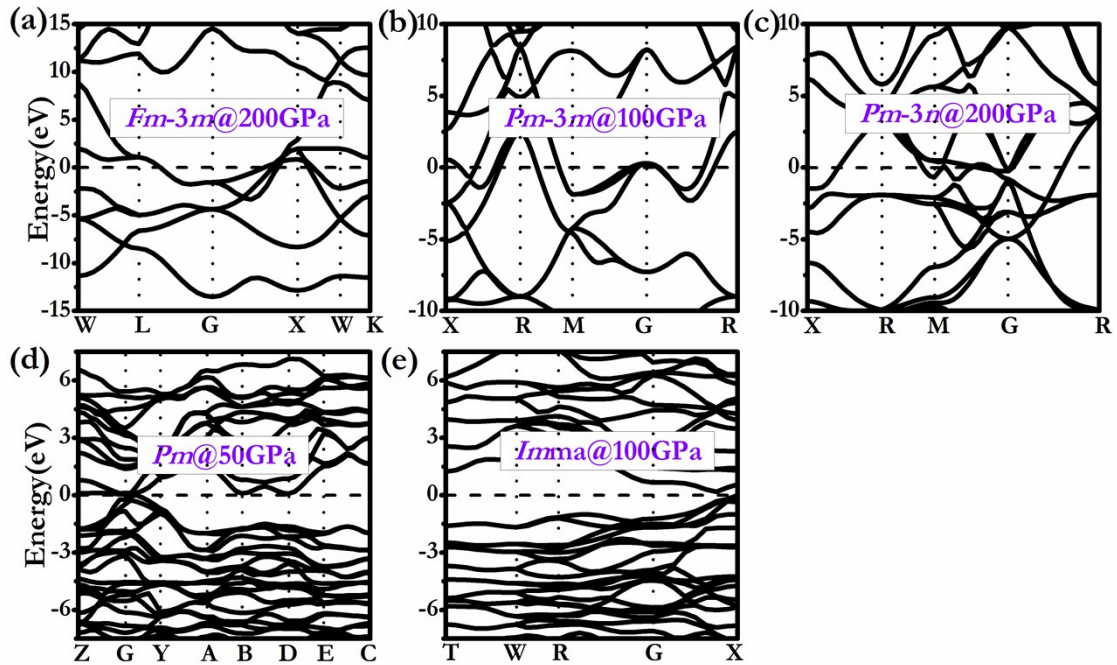 (a)
(b)
(c)
15
10
5
0
-5
-10
-15
Energy(eV)
Fm-3m@200GPa
W L G X W K
10
5
0
-5
-10
Pm-3m@100GPa
X R M G R
10
5
0
-5
-10
Pm-3n@200GPa
X R M G R
(d)
(e)
6
3
0
-3
-6
Energy(eV)
Pm@50GPa
Z G Y A B D E C
6
3
0
-3
-6
Imma@100GPa
T W R G X